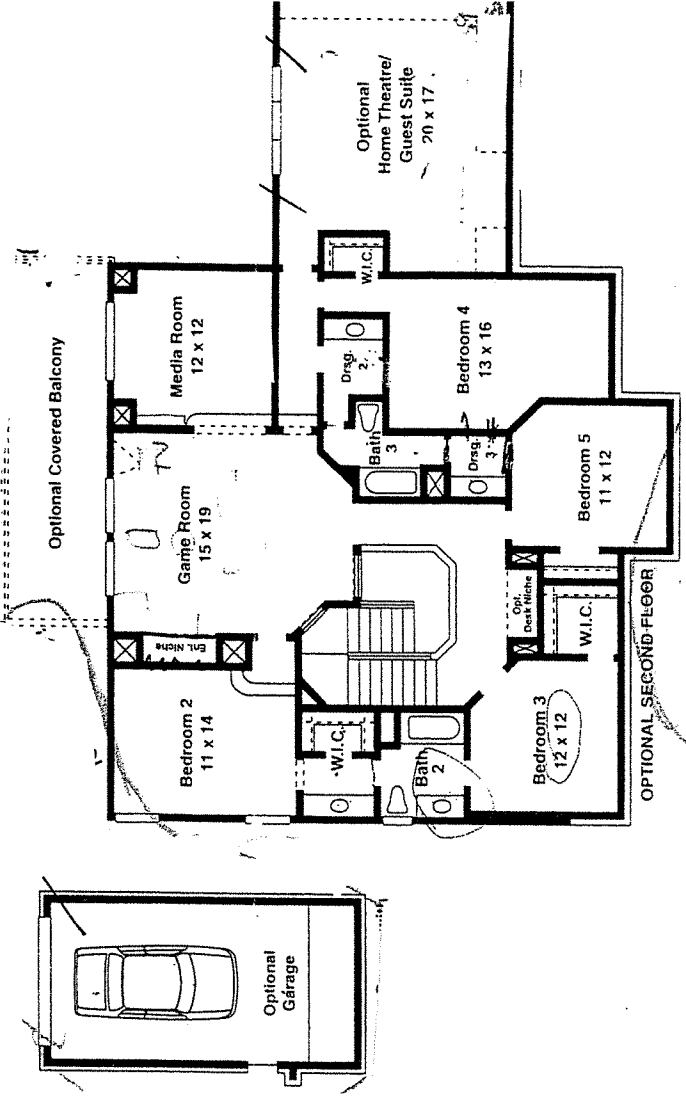 Optional
Home Theatre/
Guest Suite
20 x 17
W.I.C.
Optional Covered Balcony
Media Room
12 x 12
Drsg.
2
Bedroom 4
13 x 16
Bath
3
Drsg.
3
Bedroom 5
11 x 12
TV
Game Room
15 x 19
Ent. Niche
Opt.
Desk Niche
W.I.C.
Bedroom 2
11 x 14
W.I.C.
Bath
2
Bedroom 3
12 x 12
OPTIONAL SECOND FLOOR
Optional
Garage